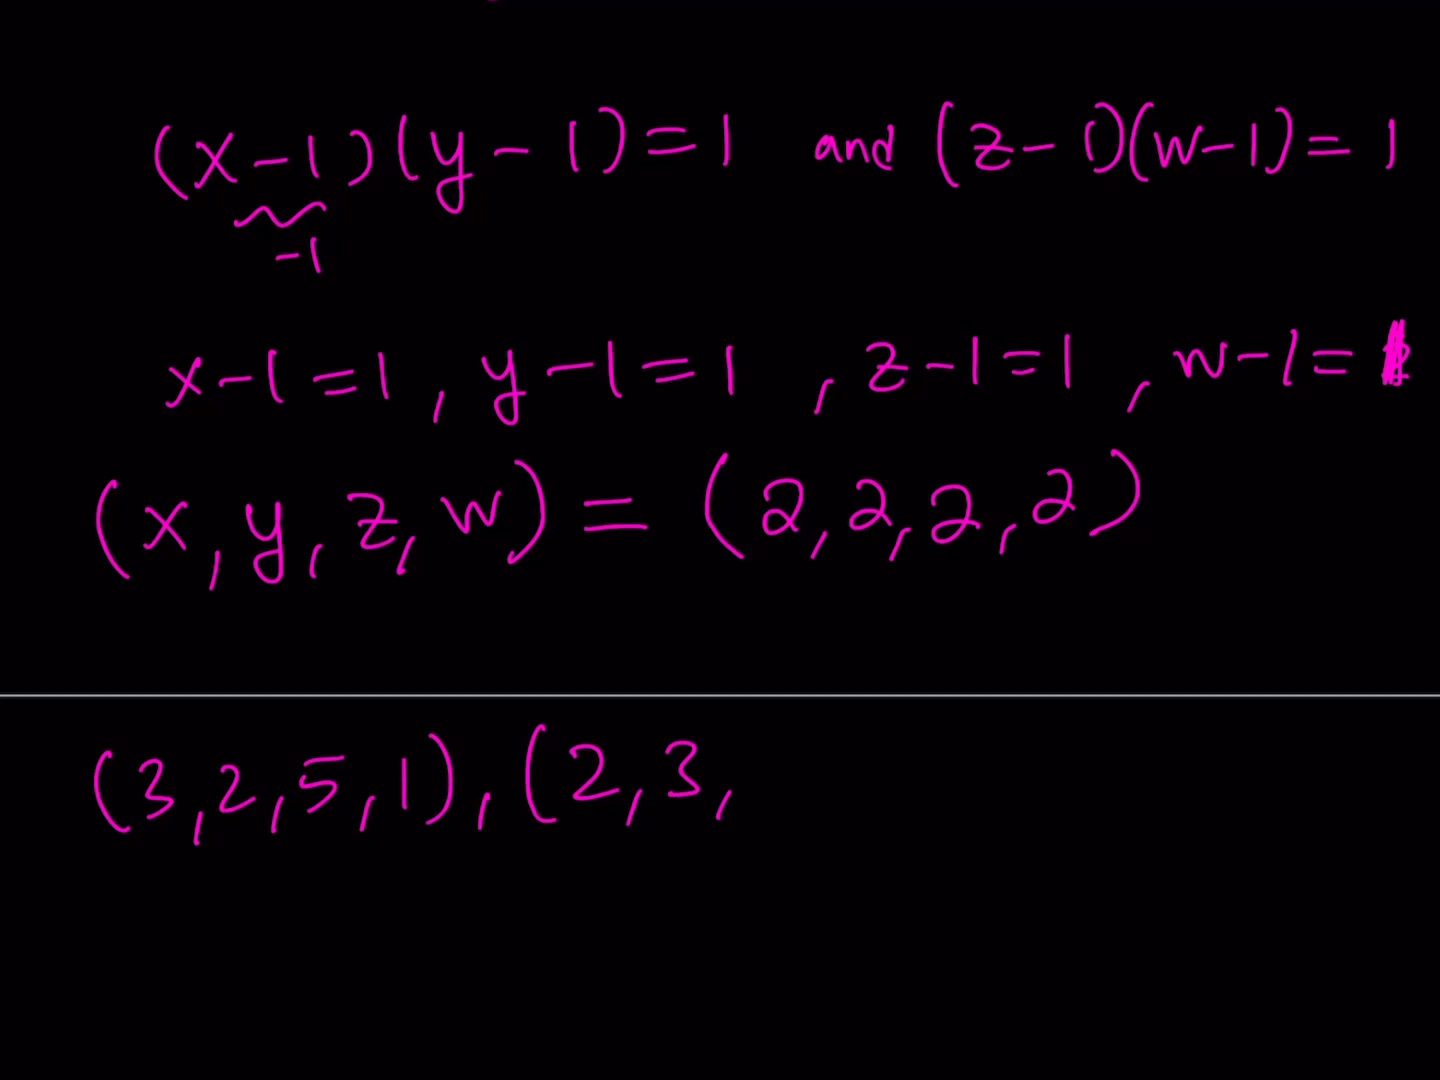 (x-1)(y-1)=1 and (z-1)(w-1)=1
-1
x-1=1, y-1=1, z-1=1, w-1=
(x,y,z,w)=(2,2,2,2)
(3,2,5,1),(2,3,